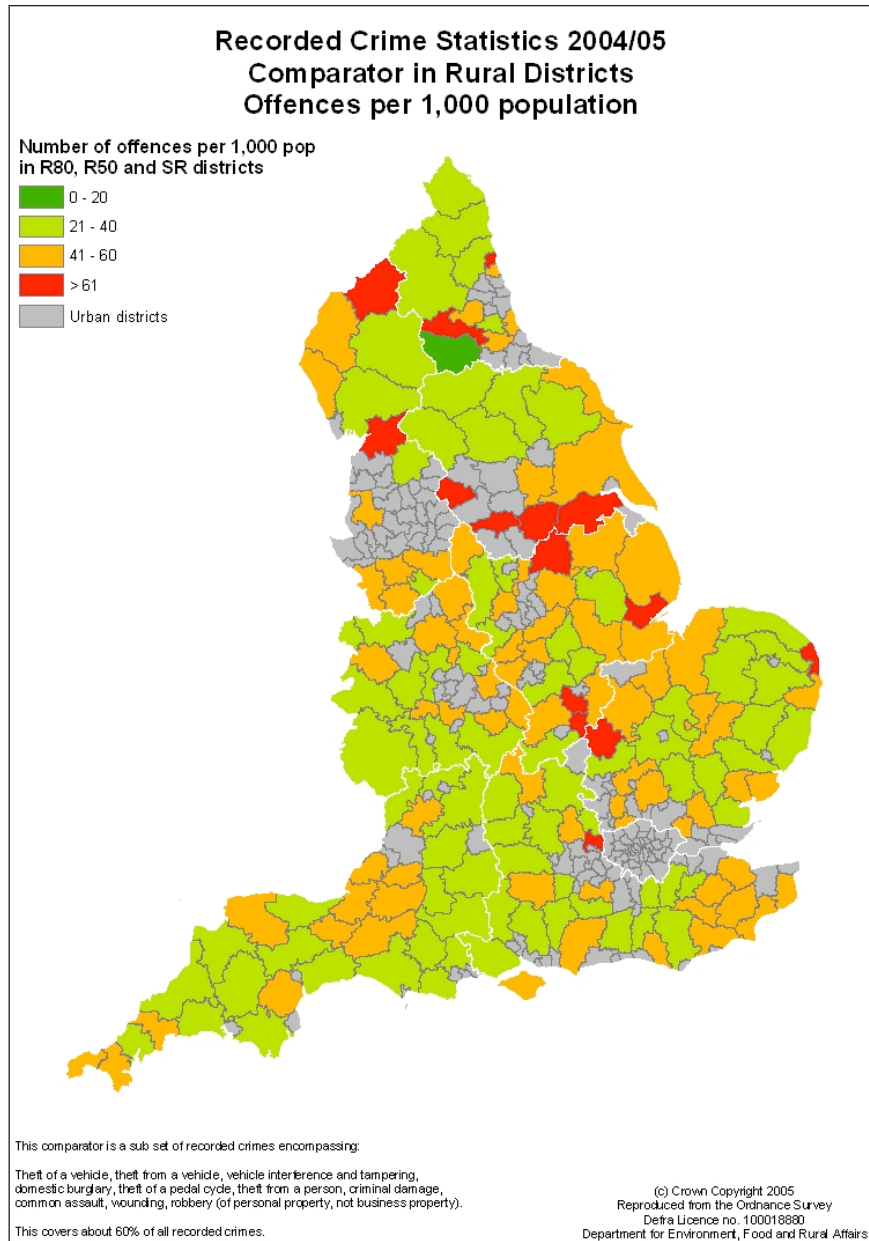 Recorded Crime Statistics 2004/05
Comparator in Rural Districts
Offences per 1,000 population
Number of offences per 1,000 pop
in R80, R50 and SR districts
0 - 20
21 - 40
41 - 60
> 61
Urban districts
This comparator is a sub set of recorded crimes encompassing:
Theft of a vehicle, theft from a vehicle, vehicle interference and tampering,
domestic burglary, theft of a pedal cycle, theft from a person, criminal damage,
common assault, wounding, robbery (of personal property, not business property).
This covers about 60% of all recorded crimes.
(c) Crown Copyright 2005
Reproduced from the Ordnance Survey
Defra Licence no. 100018880
Department for Environment, Food and Rural Affairs